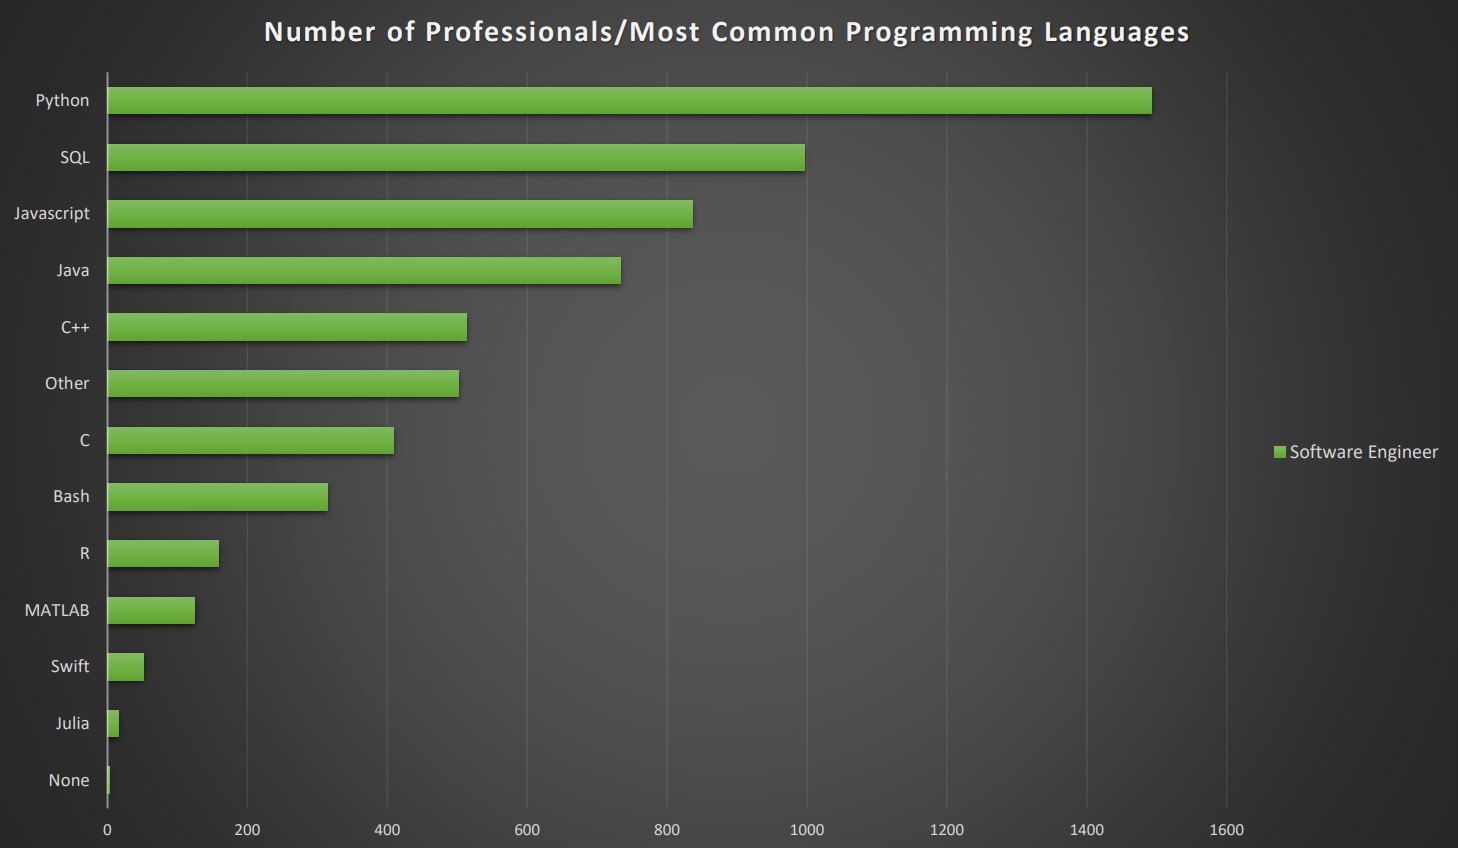 Number of Professionals/Most Common Programming Languages
Python
SQL
Javascript
Java
C++
Other
C
Bash
R
MATLAB
Swift
Julia
None
0 200 400 600 800 1000 1200 1400 1600
Software Engineer